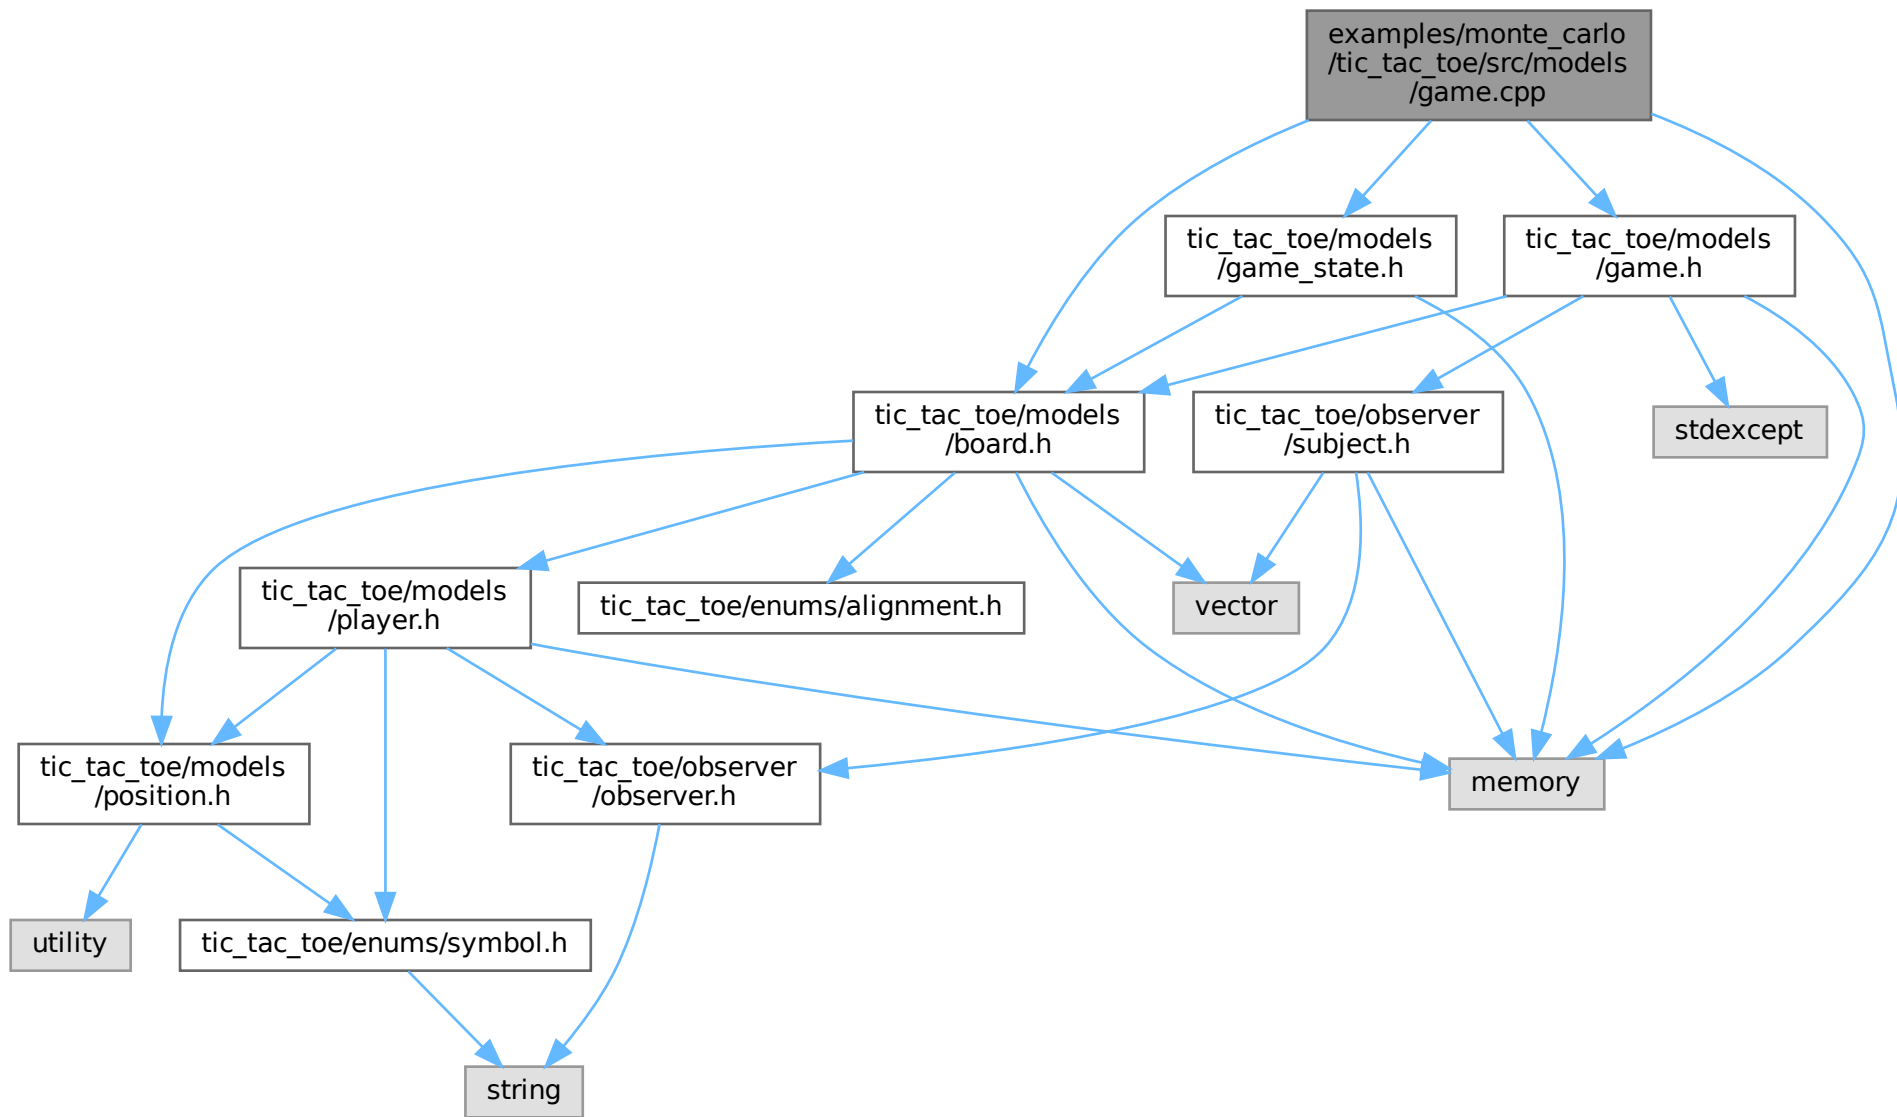 examples/monte_carlo
/tic_tac_toe/src/models
/game.cpp
tic_tac_toe/models
/game_state.h
tic_tac_toe/models
/game.h
tic_tac_toe/models
/board.h
tic_tac_toe/observer
/subject.h
stdexcept
tic_tac_toe/models
/player.h
tic_tac_toe/enums/alignment.h
vector
tic_tac_toe/models
/position.h
tic_tac_toe/observer
/observer.h
memory
utility
tic_tac_toe/enums/symbol.h
string